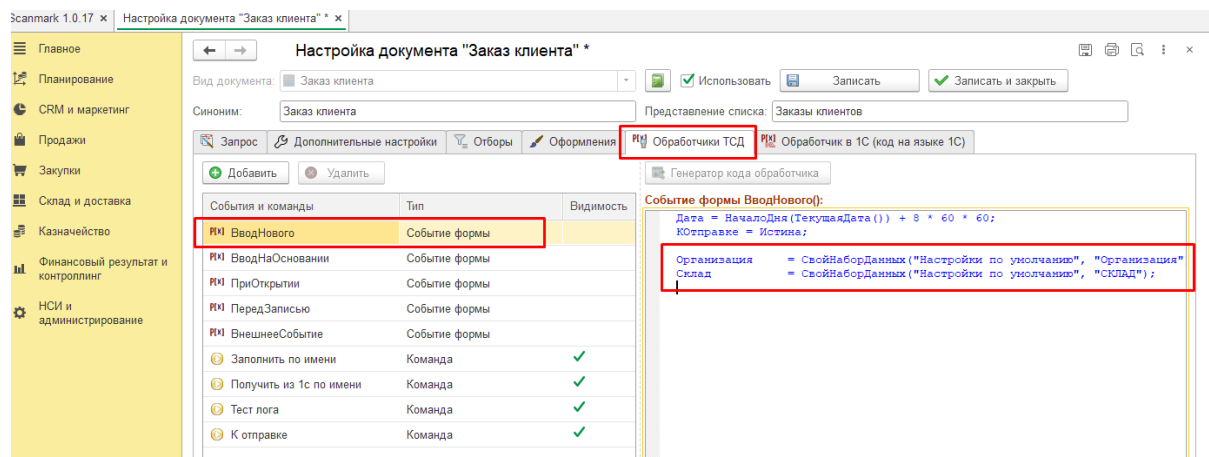 Scanmark 1.0.17 × Настройка документа "Заказ клиента" * ×
Главное
Планирование
CRM и маркетинг
Продажи
Закупки
Склад и доставка
Казначейство
Финансовый результат и
контроллинг
НСИ и
администрирование
Настройка документа "Заказ клиента" *
Вид документа: Заказ клиента
Использовать Записать Записать и закрыть
Синоним: Заказ клиента
Представление списка: Заказы клиентов
Запрос Дополнительные настройки Отборы Оформления Обработчики ТСД Обработчик в 1С (код на языке 1С)
Добавить Удалить
Генератор кода обработчика
События и команды Тип Видимость
ВводНового Событие формы
ВводНаОсновании Событие формы
ПриОткрытии Событие формы
ПередЗаписью Событие формы
ВнешнееСобытие Событие формы
Заполнить по имени Команда
Получить из 1с по имени Команда
Тест лога Команда
К отправке Команда
Событие формы ВводНового():
Дата = НачалоДня(ТекущаяДата()) + 8 * 60 * 60;
КОтправке = Истина;
Организация = СвойНаборДанных("Настройки по умолчанию", "Организация"
Склад = СвойНаборДанных("Настройки по умолчанию", "СКЛАД");